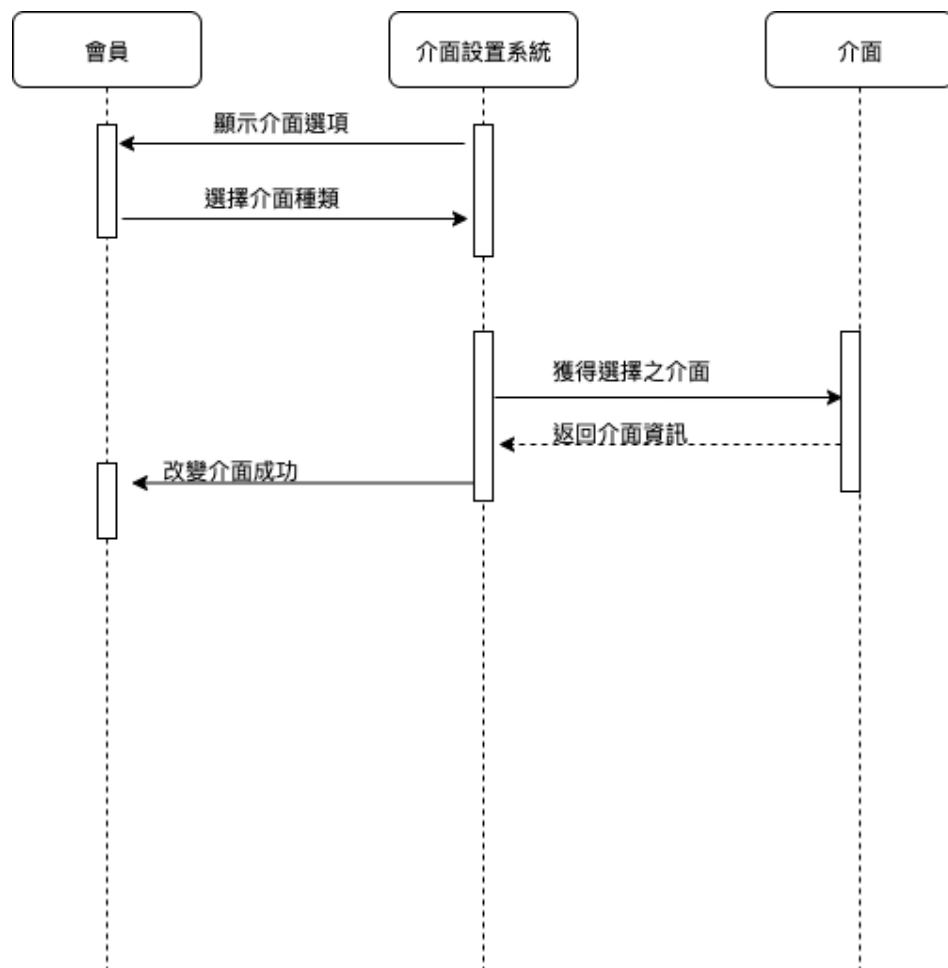 會員
介面設置系統
介面
顯示介面選項
選擇介面種類
獲得選擇之介面
返回介面資訊
改變介面成功